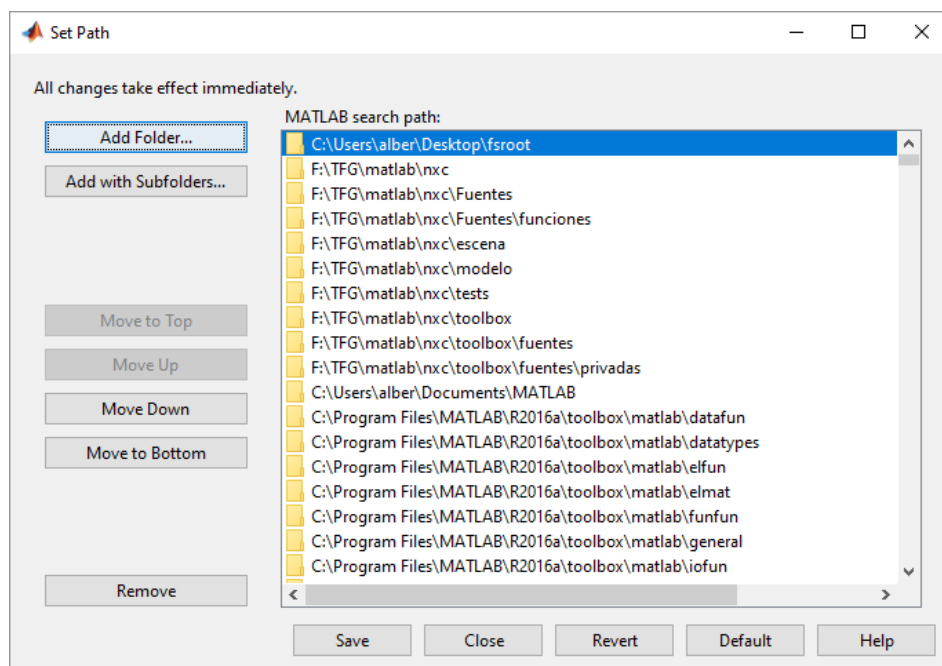 Set Path
All changes take effect immediately.
Add Folder...
Add with Subfolders...
Move to Top
Move Up
Move Down
Move to Bottom
Remove
MATLAB search path:
C:\Users\alber\Desktop\fsroot
F:\TFG\matlab\nxc
F:\TFG\matlab\nxc\Fuentes
F:\TFG\matlab\nxc\Fuentes\funciones
F:\TFG\matlab\nxc\escena
F:\TFG\matlab\nxc\modelo
F:\TFG\matlab\nxc\tests
F:\TFG\matlab\nxc\toolbox
F:\TFG\matlab\nxc\toolbox\fuentes
F:\TFG\matlab\nxc\toolbox\fuentes\privadas
C:\Users\alber\Documents\MATLAB
C:\Program Files\MATLAB\R2016a\toolbox\matlab\datafun
C:\Program Files\MATLAB\R2016a\toolbox\matlab\datatypes
C:\Program Files\MATLAB\R2016a\toolbox\matlab\elfun
C:\Program Files\MATLAB\R2016a\toolbox\matlab\elmat
C:\Program Files\MATLAB\R2016a\toolbox\matlab\funfun
C:\Program Files\MATLAB\R2016a\toolbox\matlab\general
C:\Program Files\MATLAB\R2016a\toolbox\matlab\iofun
Save
Close
Revert
Default
Help